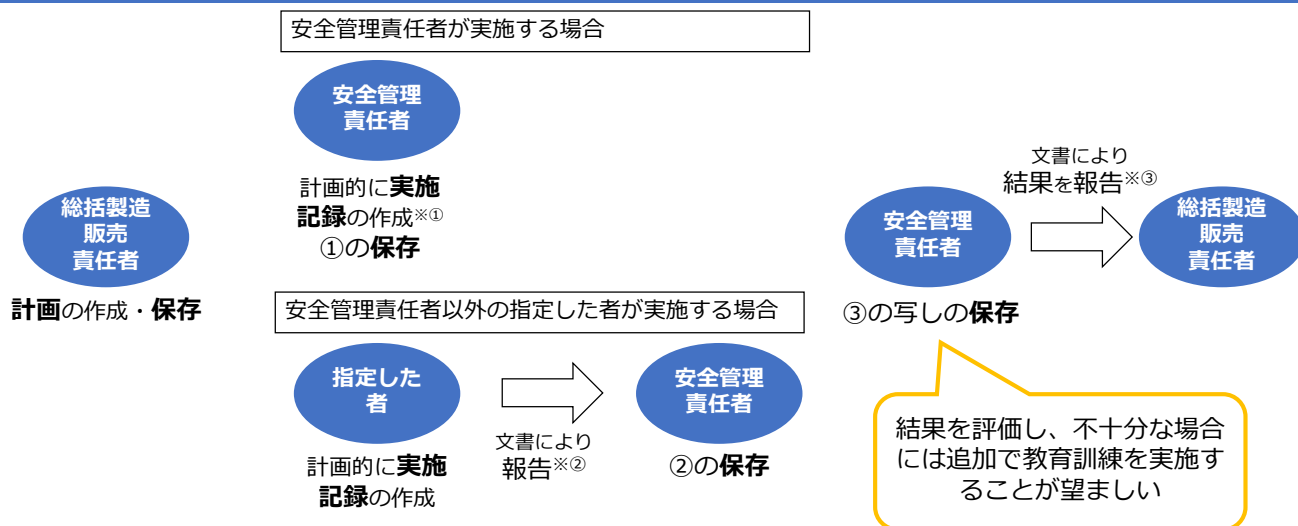 安全管理責任者が実施する場合
安全管理
責任者
計画的に実施
記録の作成※①
①の保存
総括製造
販売
責任者
計画の作成・保存
安全管理責任者以外の指定した者が実施する場合
指定した
者
計画的に実施
記録の作成
文書により
報告※②
安全管理
責任者
②の保存
安全管理
責任者
③の写しの保存
文書により
結果を報告※③
総括製造
販売
責任者
結果を評価し、不十分な場合
には追加で教育訓練を実施す
ることが望ましい